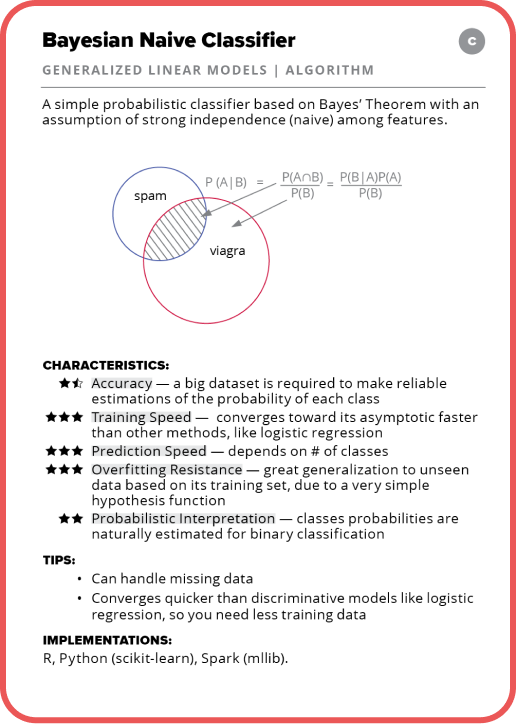 Bayesian Naive Classifier
C
GENERALIZED LINEAR MODELS | ALGORITHM
A simple probabilistic classifier based on Bayes’ Theorem with an
assumption of strong independence (naive) among features.
P (A|B) = P(A∩B) = P(B|A)P(A)
P(B) P(B)
spam
viagra
CHARACTERISTICS:
Accuracy — a big dataset is required to make reliable
estimations of the probability of each class
Training Speed — converges toward its asymptotic faster
than other methods, like logistic regression
Prediction Speed — depends on # of classes
Overfitting Resistance — great generalization to unseen
data based on its training set, due to a very simple
hypothesis function
Probabilistic Interpretation — classes probabilities are
naturally estimated for binary classification
TIPS:
• Can handle missing data
• Converges quicker than discriminative models like logistic
regression, so you need less training data
IMPLEMENTATIONS:
R, Python (scikit-learn), Spark (mllib).